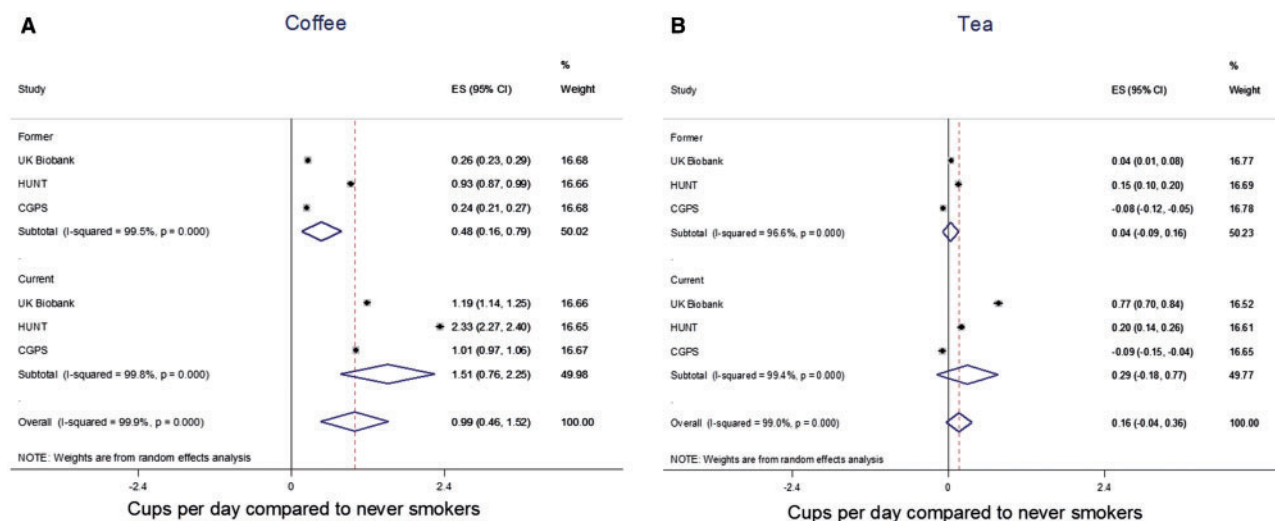 A
Coffee
%
Study ES (95% CI) Weight
Former
UK Biobank 0.26 (0.23, 0.29) 16.68
HUNT 0.93 (0.87, 0.99) 16.66
CGPS 0.24 (0.21, 0.27) 16.68
Subtotal (I-squared = 99.5%, p = 0.000) 0.48 (0.16, 0.79) 50.02
.
Current
UK Biobank 1.19 (1.14, 1.25) 16.66
HUNT 2.33 (2.27, 2.40) 16.65
CGPS 1.01 (0.97, 1.06) 16.67
Subtotal (I-squared = 99.8%, p = 0.000) 1.51 (0.76, 2.25) 49.98
.
Overall (I-squared = 99.9%, p = 0.000) 0.99 (0.46, 1.52) 100.00
NOTE: Weights are from random effects analysis
-2.4 0 2.4
Cups per day compared to never smokers
B
Tea
%
Study ES (95% CI) Weight
Former
UK Biobank 0.04 (0.01, 0.08) 16.77
HUNT 0.15 (0.10, 0.20) 16.69
CGPS -0.08 (-0.12, -0.05) 16.78
Subtotal (I-squared = 96.6%, p = 0.000) 0.04 (-0.09, 0.16) 50.23
.
Current
UK Biobank 0.77 (0.70, 0.84) 16.52
HUNT 0.20 (0.14, 0.26) 16.61
CGPS -0.09 (-0.15, -0.04) 16.65
Subtotal (I-squared = 99.4%, p = 0.000) 0.29 (-0.18, 0.77) 49.77
.
Overall (I-squared = 99.0%, p = 0.000) 0.16 (-0.04, 0.36) 100.00
NOTE: Weights are from random effects analysis
-2.4 0 2.4
Cups per day compared to never smokers